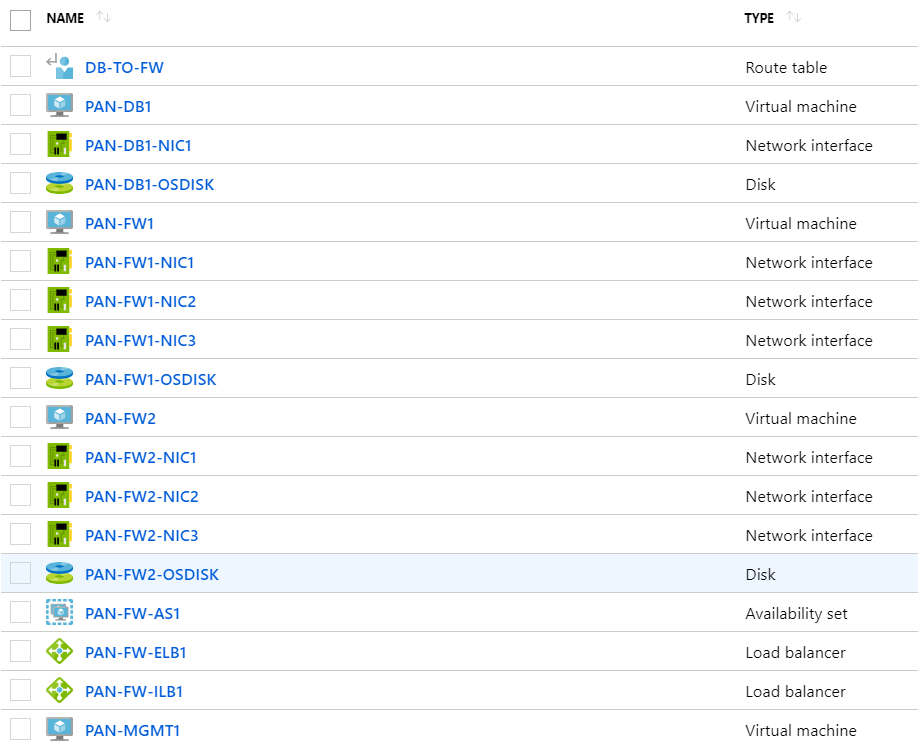 NAME ↑↓ TYPE ↑↓
DB-TO-FW Route table
PAN-DB1 Virtual machine
PAN-DB1-NIC1 Network interface
PAN-DB1-OSDISK Disk
PAN-FW1 Virtual machine
PAN-FW1-NIC1 Network interface
PAN-FW1-NIC2 Network interface
PAN-FW1-NIC3 Network interface
PAN-FW1-OSDISK Disk
PAN-FW2 Virtual machine
PAN-FW2-NIC1 Network interface
PAN-FW2-NIC2 Network interface
PAN-FW2-NIC3 Network interface
PAN-FW2-OSDISK Disk
PAN-FW-AS1 Availability set
PAN-FW-ELB1 Load balancer
PAN-FW-ILB1 Load balancer
PAN-MGMT1 Virtual machine